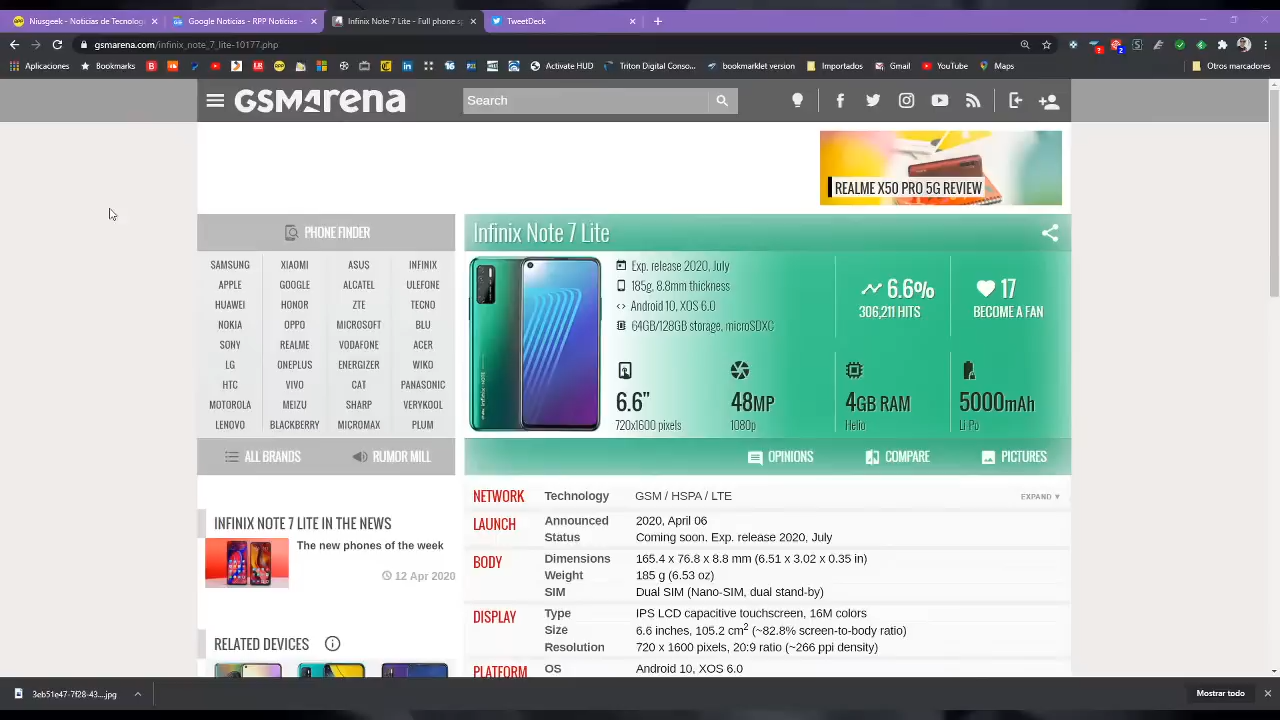 Niusgeek - Noticias de Tecnolog
Google Noticias - RPP Noticias -
Infinix Note 7 Lite - Full phone s
TweetDeck
gsmarena.com/infinix_note_7_lite-10177.php
Aplicaciones
Bookmarks
Activate HUD
Triton Digital Conso...
bookmarklet version
Importados
Gmail
YouTube
Maps
Otros marcadores
GSMArena
Search
REALME X50 PRO 5G REVIEW
PHONE FINDER
SAMSUNG XIAOMI ASUS INFINIX
APPLE GOOGLE ALCATEL ULEFONE
HUAWEI HONOR ZTE TECNO
NOKIA OPPO MICROSOFT BLU
SONY REALME VODAFONE ACER
LG ONEPLUS ENERGIZER WIKO
HTC VIVO CAT PANASONIC
MOTOROLA MEIZU SHARP VERYKOOL
LENOVO BLACKBERRY MICROMAX PLUM
ALL BRANDS
RUMOR MILL
Infinix Note 7 Lite
Exp. release 2020, July
185g, 8.8mm thickness
Android 10, XOS 6.0
64GB/128GB storage, microSDXC
6.6%
306,211 HITS
17
BECOME A FAN
6.6"
720x1600 pixels
48MP
1080p
4GB RAM
Helio
5000mAh
Li-Po
OPINIONS
COMPARE
PICTURES
INFINIX NOTE 7 LITE IN THE NEWS
The new phones of the week
12 Apr 2020
RELATED DEVICES
NETWORK Technology GSM / HSPA / LTE EXPAND ▼
LAUNCH Announced 2020, April 06
Status Coming soon. Exp. release 2020, July
BODY Dimensions 165.4 x 76.8 x 8.8 mm (6.51 x 3.02 x 0.35 in)
Weight 185 g (6.53 oz)
SIM Dual SIM (Nano-SIM, dual stand-by)
DISPLAY Type IPS LCD capacitive touchscreen, 16M colors
Size 6.6 inches, 105.2 cm² (~82.8% screen-to-body ratio)
Resolution 720 x 1600 pixels, 20:9 ratio (~266 ppi density)
PLATFORM OS Android 10, XOS 6.0
3eb51e47-7f28-43....jpg
Mostrar todo